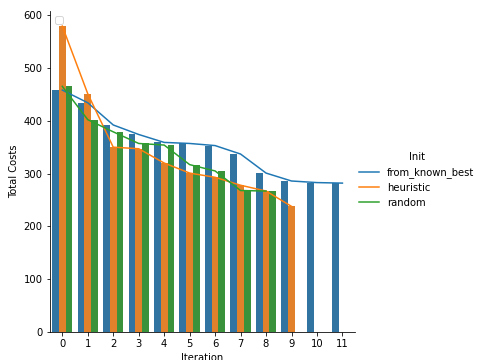 600
500
400
300
200
100
0
Total Costs
0 1 2 3 4 5 6 7 8 9 10 11
Iteration
Init
from_known_best
heuristic
random